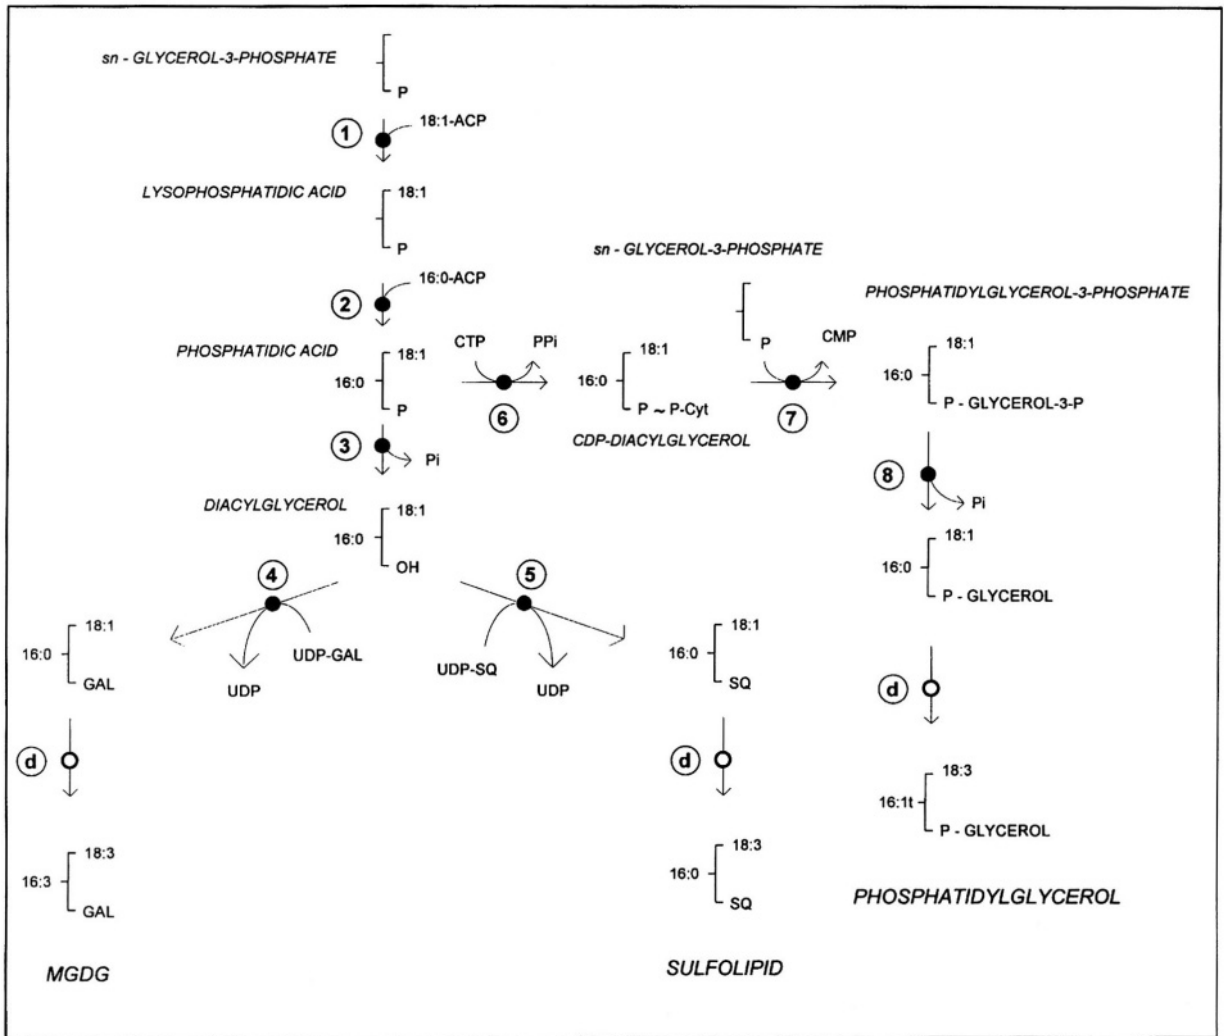 sn - GLYCEROL-3-PHOSPHATE
P
1
18:1-ACP
LYSOPHOSPHATIDIC ACID
18:1
P
2
16:0-ACP
PHOSPHATIDIC ACID
18:1
16:0
P
CTP
PPi
6
18:1
16:0
P ~ P-Cyt
CDP-DIACYLGLYCEROL
sn - GLYCEROL-3-PHOSPHATE
P
CMP
7
PHOSPHATIDYLGLYCEROL-3-PHOSPHATE
18:1
16:0
P - GLYCEROL-3-P
3
Pi
8
Pi
DIACYLGLYCEROL
18:1
16:0
OH
18:1
16:0
P - GLYCEROL
4
UDP-GAL
UDP
5
UDP-SQ
UDP
18:1
16:0
GAL
18:1
16:0
SQ
d
d
d
18:3
16:1t
P - GLYCEROL
PHOSPHATIDYLGLYCEROL
18:3
16:3
GAL
MGDG
18:3
16:0
SQ
SULFOLIPID